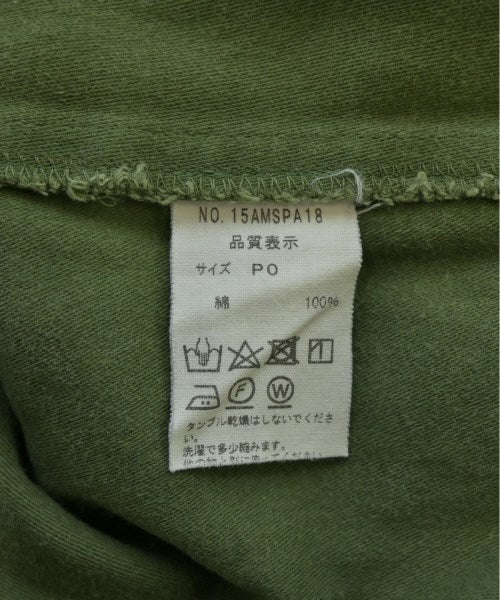 NO. 15AMSPA18
品質表示
サイズ PO
綿 100%
F W
タンブル乾燥はしないでくださ
い。
洗濯で多少縮みます。